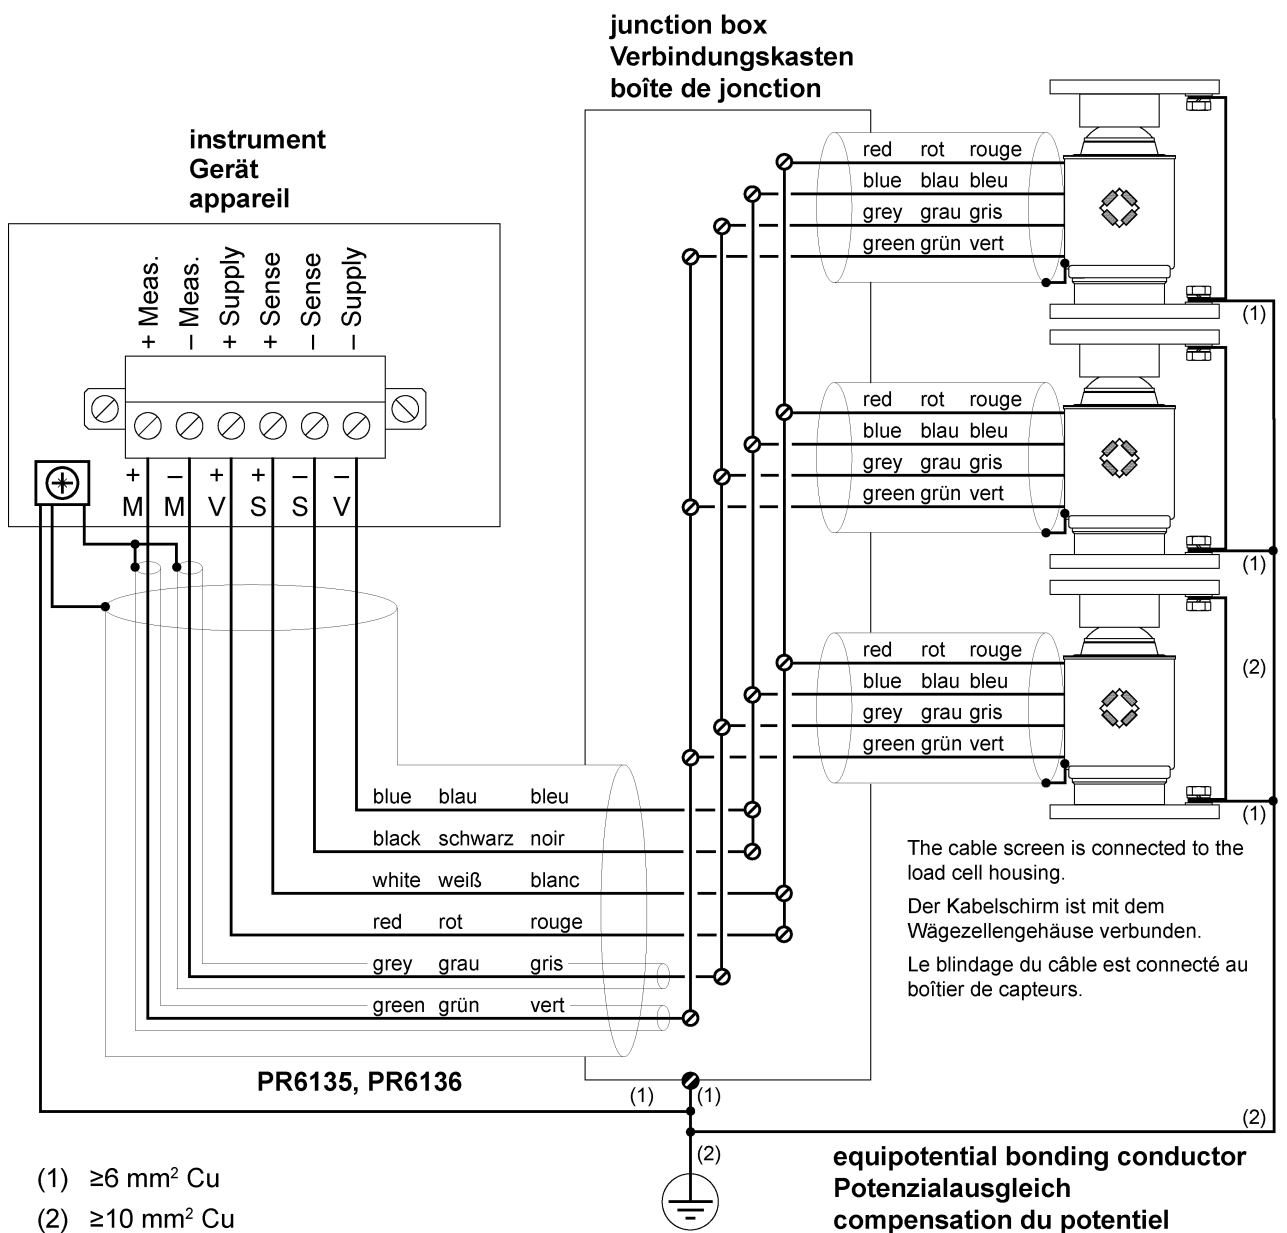 junction box
Verbindungskasten
boîte de jonction
instrument
Gerät
appareil
+ Meas.
– Meas.
+ Supply
+ Sense
– Sense
– Supply
+ – + + – –
M M V S S V
red rot rouge
blue blau bleu
grey grau gris
green grün vert
(1)
red rot rouge
blue blau bleu
grey grau gris
green grün vert
(1)
red rot rouge
blue blau bleu
grey grau gris
green grün vert
(2)
(1)
blue blau bleu
black schwarz noir
white weiß blanc
red rot rouge
grey grau gris
green grün vert
The cable screen is connected to the
load cell housing.
Der Kabelschirm ist mit dem
Wägezellengehäuse verbunden.
Le blindage du câble est connecté au
boîtier de capteurs.
PR6135, PR6136
(1) (1)
(2)
(2)
equipotential bonding conductor
Potenzialausgleich
compensation du potentiel
(1) ≥6 mm² Cu
(2) ≥10 mm² Cu